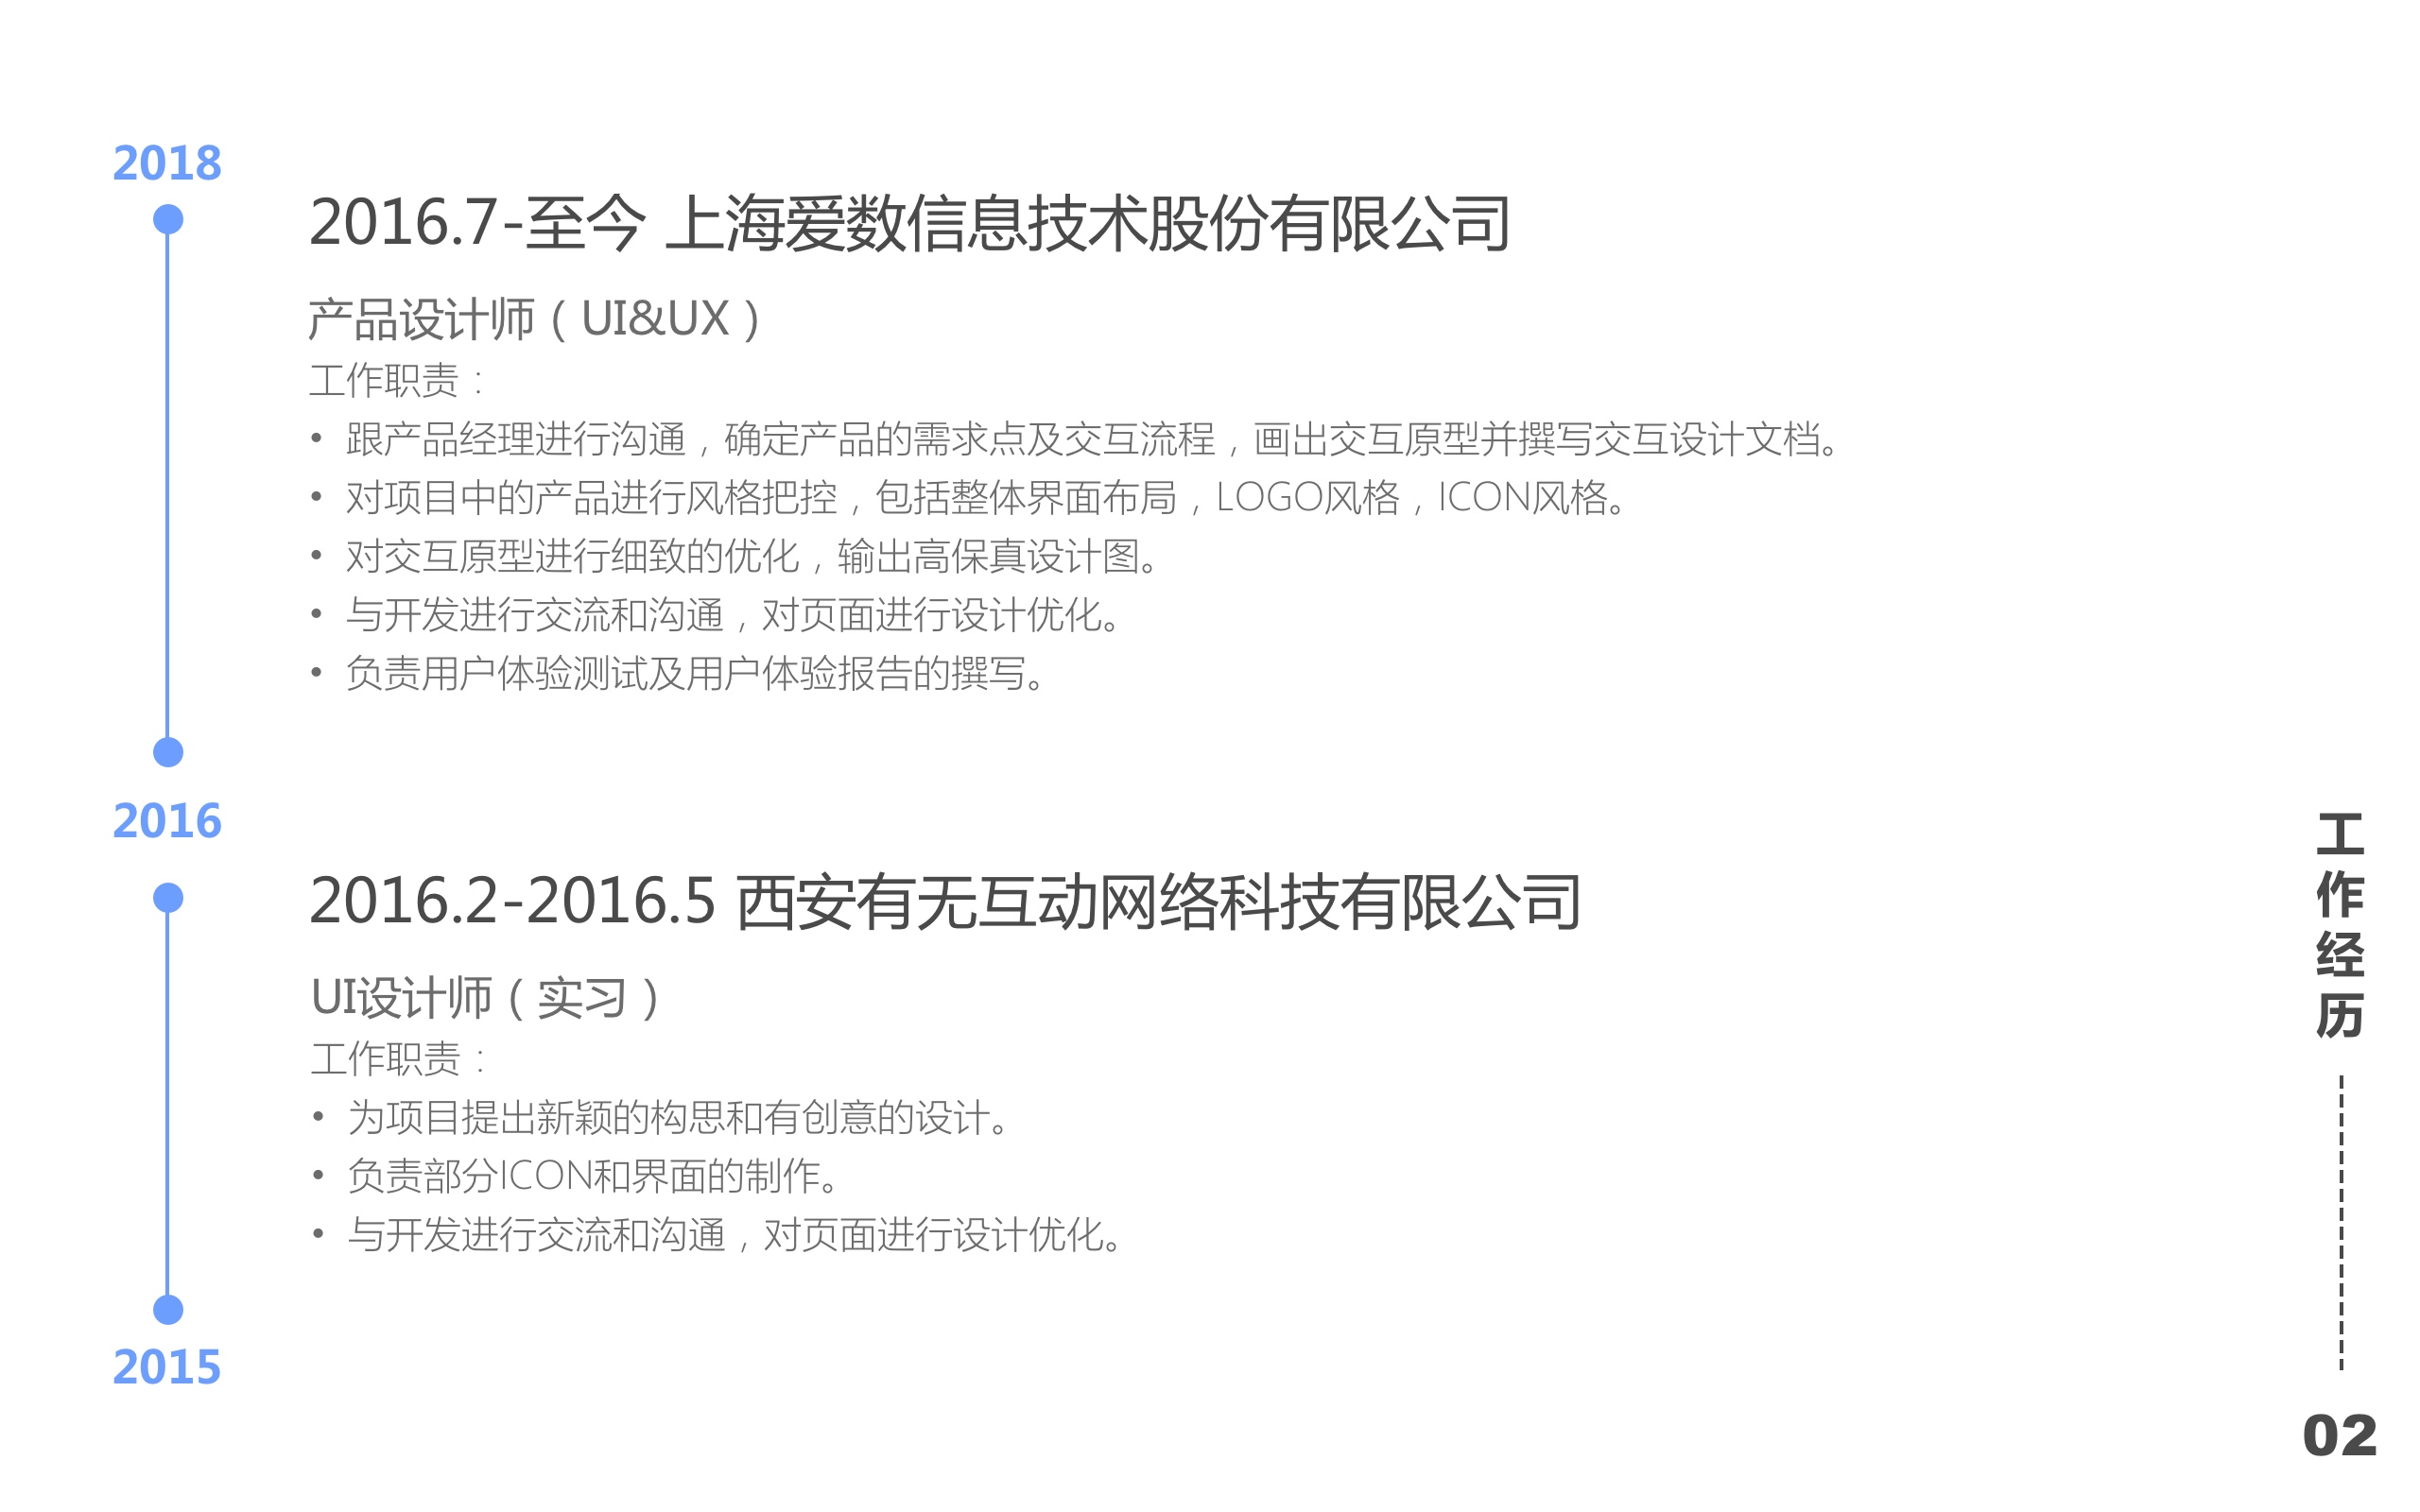 2018
2016.7-至今 上海爱数信息技术股份有限公司
产品设计师（UI&UX）
工作职责：
• 跟产品经理进行沟通，确定产品的需求点及交互流程，画出交互原型并撰写交互设计文档。
• 对项目中的产品进行风格把控，包括整体界面布局，LOGO风格，ICON风格。
• 对交互原型进行细致的优化，输出高保真设计图。
• 与开发进行交流和沟通，对页面进行设计优化。
• 负责用户体验测试及用户体验报告的撰写。
2016
2016.2-2016.5 西安有无互动网络科技有限公司
UI设计师（实习）
工作职责：
• 为项目提出新颖的构思和有创意的设计。
• 负责部分ICON和界面的制作。
• 与开发进行交流和沟通，对页面进行设计优化。
2015
工作经历
02